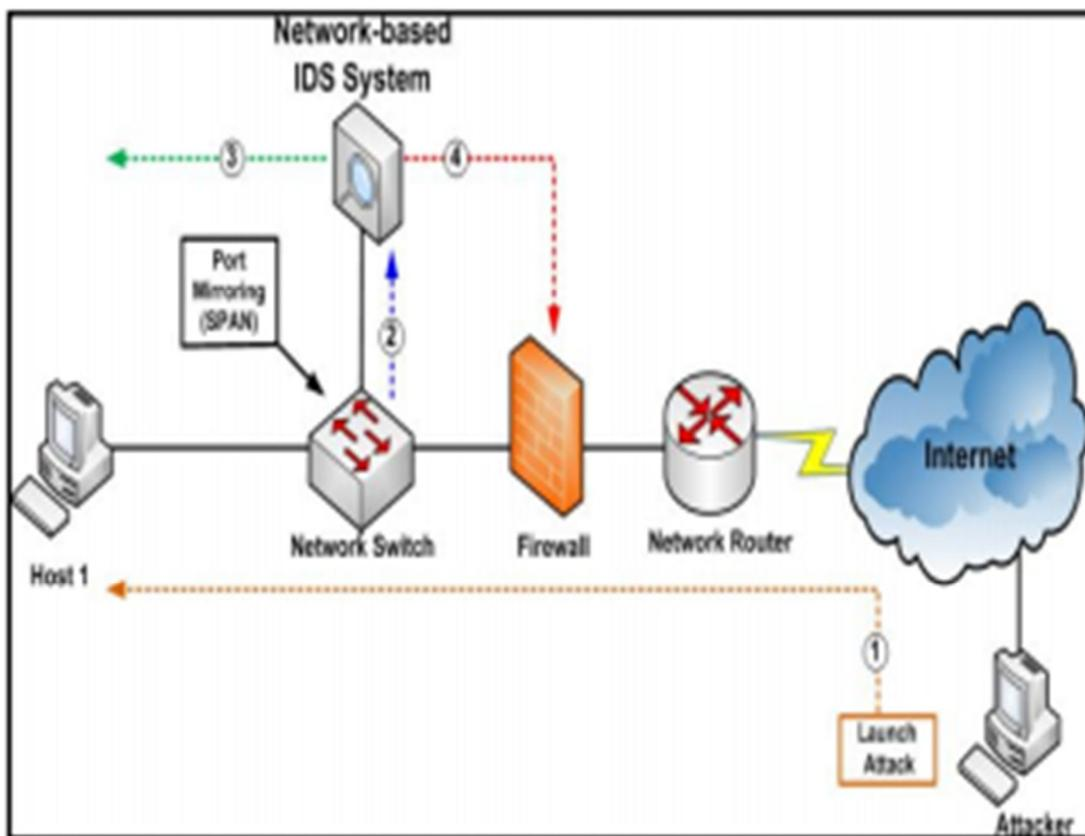 Network-based
IDS System
3
4
Port
Mirroring
(SPAN)
2
Internet
Network Switch
Firewall
Network Router
Host 1
1
Launch
Attack
Attacker